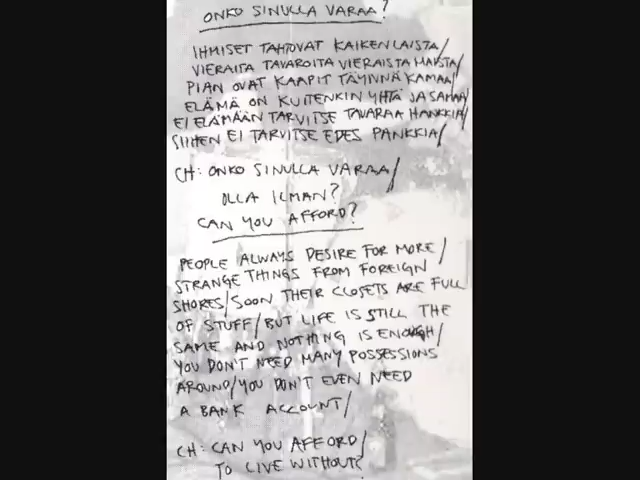 ONKO SINULLA VARAA?
IHMISET TAHTOVAT KAIKENLAISTA/
VIERAITA TAVAROITA VIERAISTA MAISTA/
PIAN OVAT KAAPIT TÄYNNÄ KAMAA/
ELÄMÄ ON KUITENKIN YHTÄ JA SAMAA/
EI ELÄMÄÄN TARVITSE TAVARAA HANKKIA/
SIIHEN EI TARVITSE EDES PANKKIA/
CH: ONKO SINULLA VARAA/
OLLA ILMAN?
CAN YOU AFFORD?
PEOPLE ALWAYS DESIRE FOR MORE/
STRANGE THINGS FROM FOREIGN
SHORES/SOON THEIR CLOSETS ARE FULL
OF STUFF/BUT LIFE IS STILL THE
SAME AND NOTHING IS ENOUGH/
YOU DON'T NEED MANY POSSESSIONS
AROUND/YOU DON'T EVEN NEED
A BANK ACCOUNT/
CH: CAN YOU AFFORD/
TO LIVE WITHOUT?